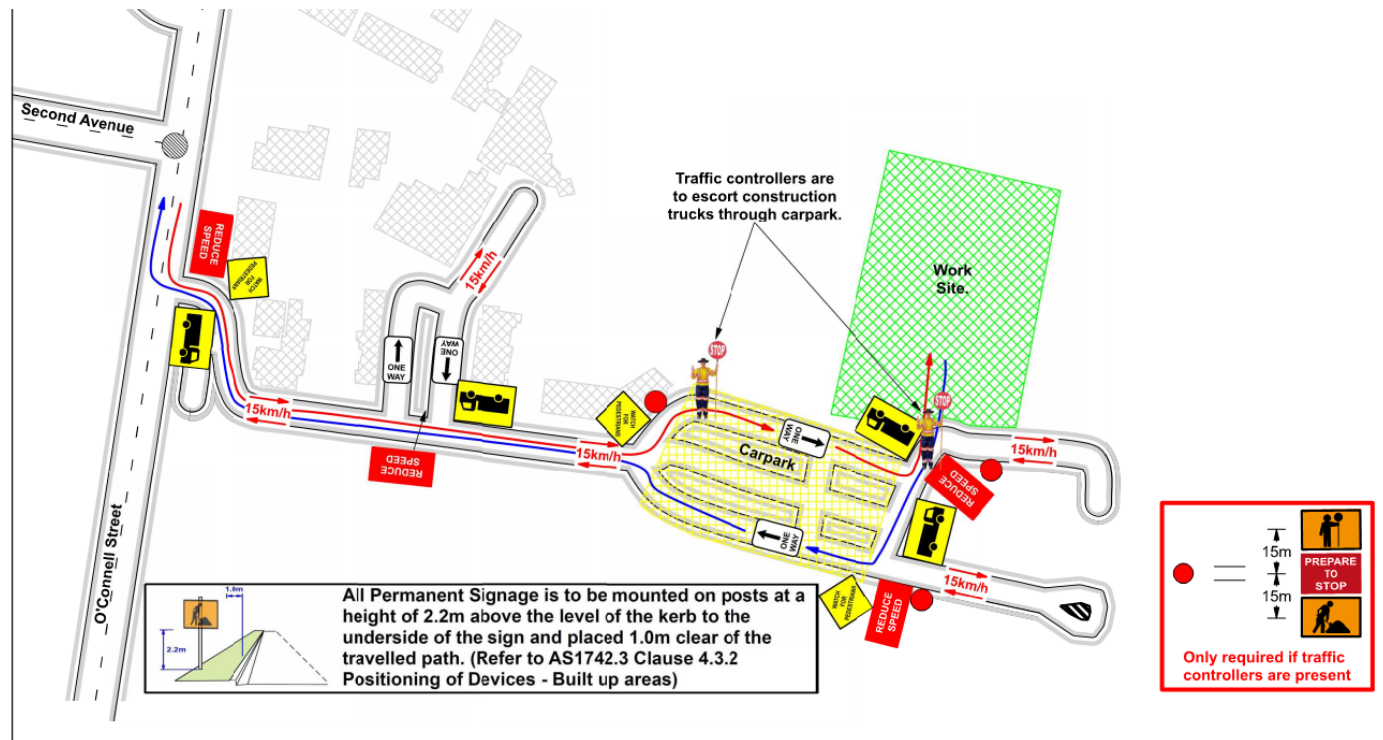 Second Avenue
REDUCE
SPEED
WATCH
FOR
PEDESTRIANS
O'Connell Street
15km/h
15km/h
ONE
WAY
ONE
WAY
REDUCE
SPEED
Traffic controllers are
to escort construction
trucks through carpark.
Work
Site.
STOP
STOP
WATCH
FOR
PEDESTRIANS
15km/h
ONE
WAY
Carpark
ONE
WAY
15km/h
REDUCE
SPEED
15km/h
WATCH
FOR
PEDESTRIANS
REDUCE
SPEED
1.0m
2.2m
All Permanent Signage is to be mounted on posts at a
height of 2.2m above the level of the kerb to the
underside of the sign and placed 1.0m clear of the
travelled path. (Refer to AS1742.3 Clause 4.3.2
Positioning of Devices - Built up areas)
15m
15m
PREPARE
TO
STOP
Only required if traffic
controllers are present